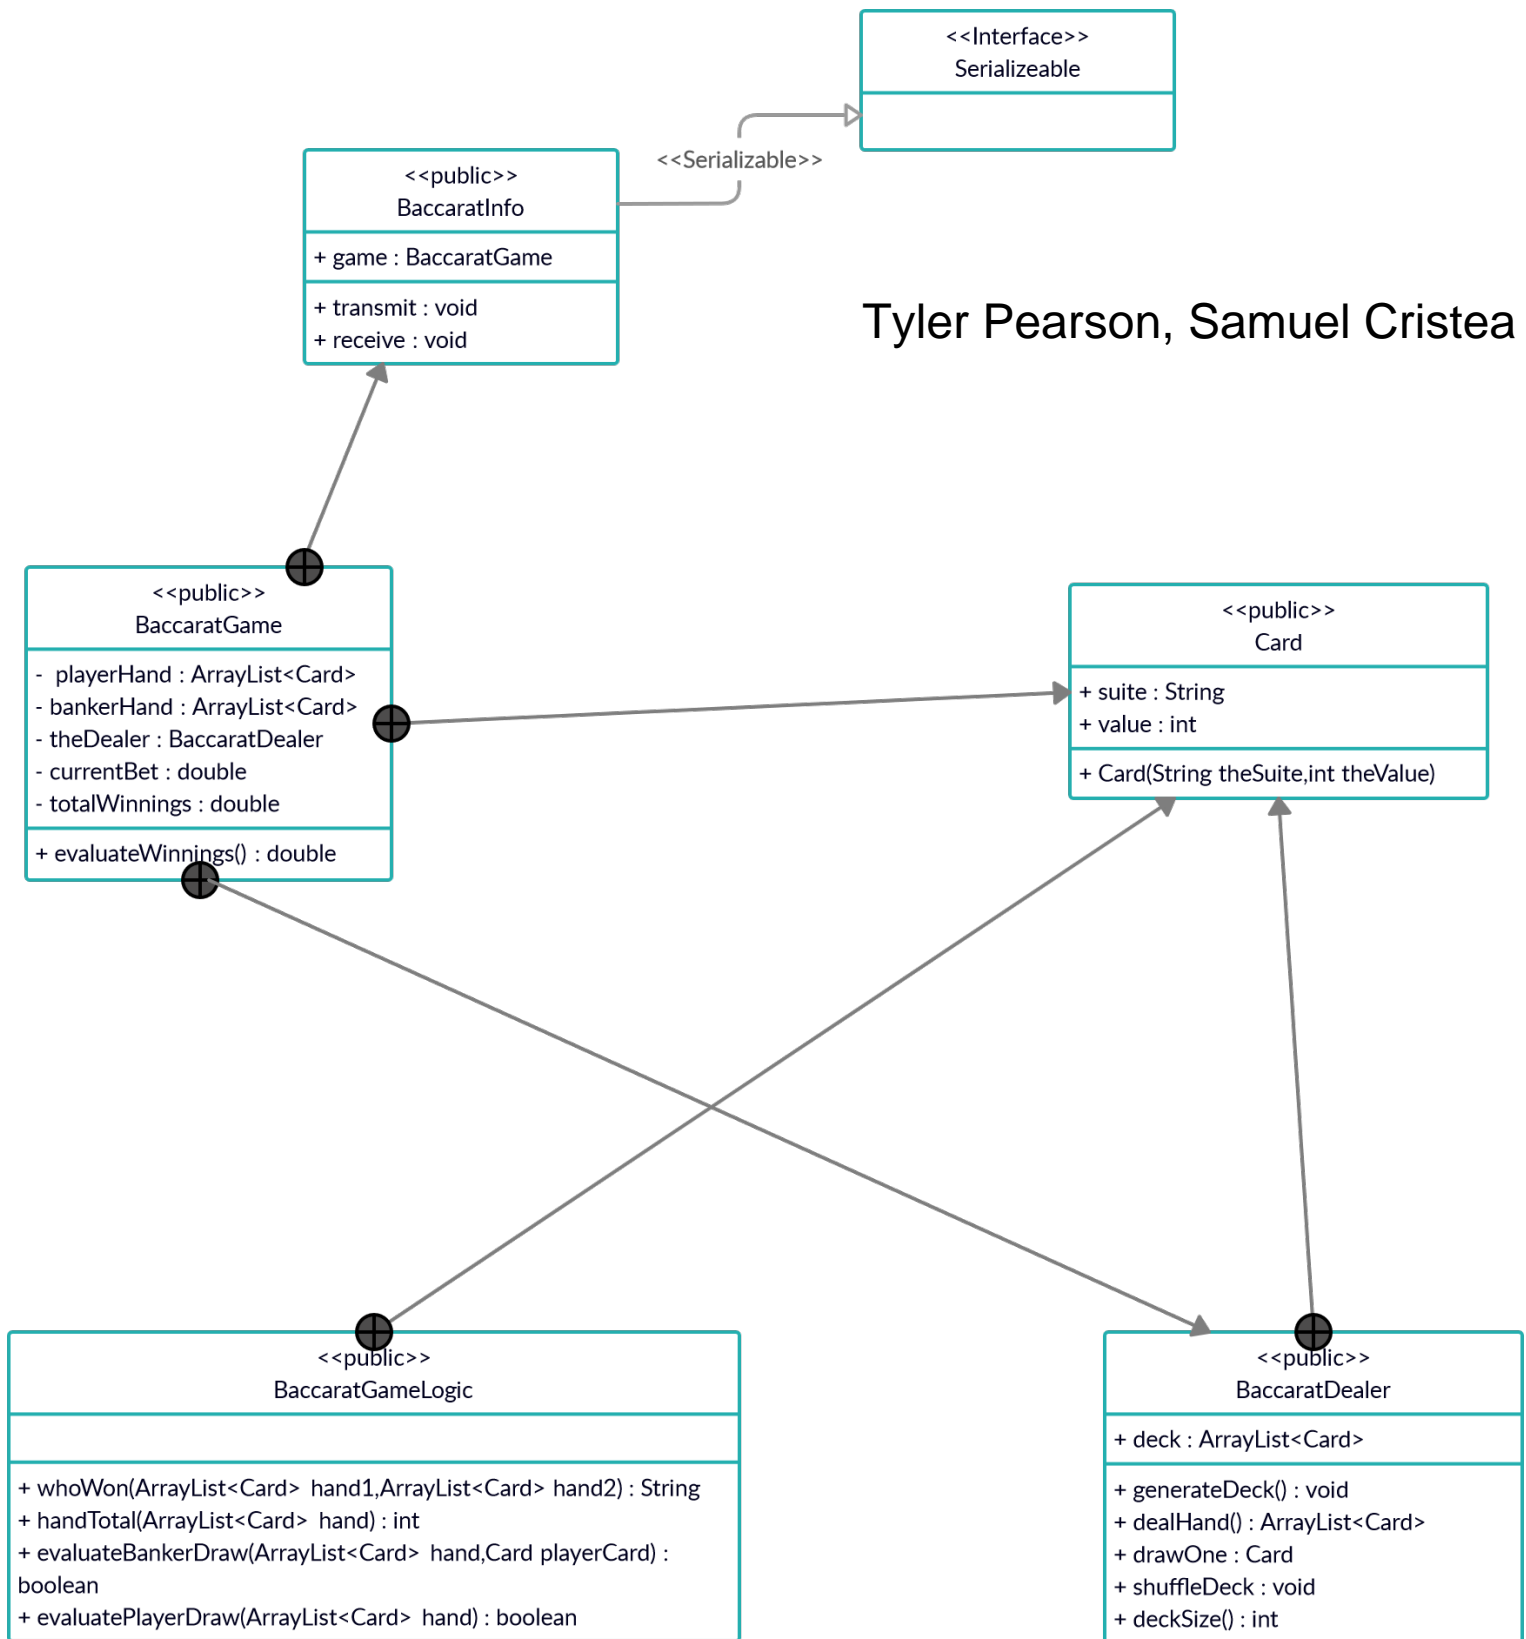 <<Interface>>
Serializeable
<<Serializable>>
<<public>>
BaccaratInfo
+ game : BaccaratGame
+ transmit : void
+ receive : void
Tyler Pearson, Samuel Cristea
<<public>>
BaccaratGame
- playerHand : ArrayList<Card>
- bankerHand : ArrayList<Card>
- theDealer : BaccaratDealer
- currentBet : double
- totalWinnings : double
+ evaluateWinnings() : double
<<public>>
Card
+ suite : String
+ value : int
+ Card(String theSuite,int theValue)
<<public>>
BaccaratGameLogic
+ whoWon(ArrayList<Card> hand1,ArrayList<Card> hand2) : String
+ handTotal(ArrayList<Card> hand) : int
+ evaluateBankerDraw(ArrayList<Card> hand,Card playerCard) :
boolean
+ evaluatePlayerDraw(ArrayList<Card> hand) : boolean
<<public>>
BaccaratDealer
+ deck : ArrayList<Card>
+ generateDeck() : void
+ dealHand() : ArrayList<Card>
+ drawOne : Card
+ shuffleDeck : void
+ deckSize() : int